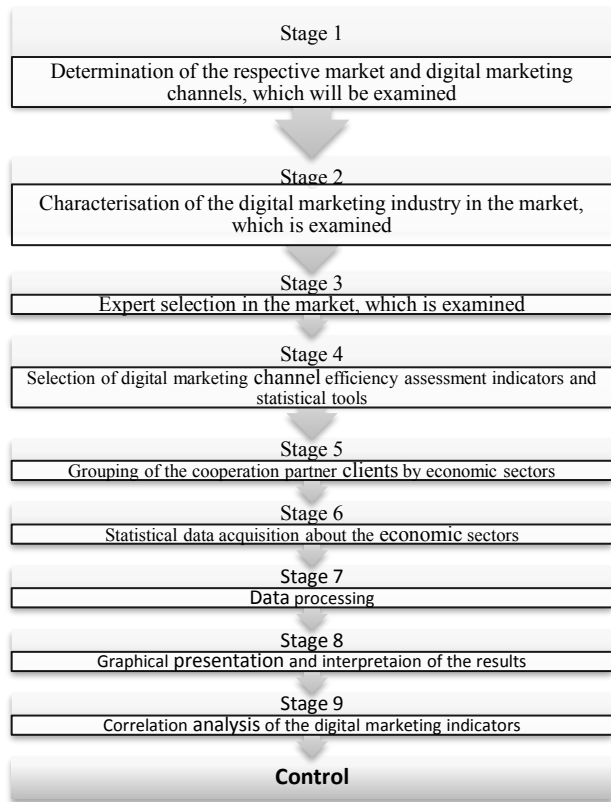 Stage 1
Determination of the respective market and digital marketing
channels, which will be examined
Stage 2
Characterisation of the digital marketing industry in the market,
which is examined
Stage 3
Expert selection in the market, which is examined
Stage 4
Selection of digital marketing channel efficiency assessment indicators and
statistical tools
Stage 5
Grouping of the cooperation partner clients by economic sectors
Stage 6
Statistical data acquisition about the economic sectors
Stage 7
Data processing
Stage 8
Graphical presentation and interpretaion of the results
Stage 9
Correlation analysis of the digital marketing indicators
Control